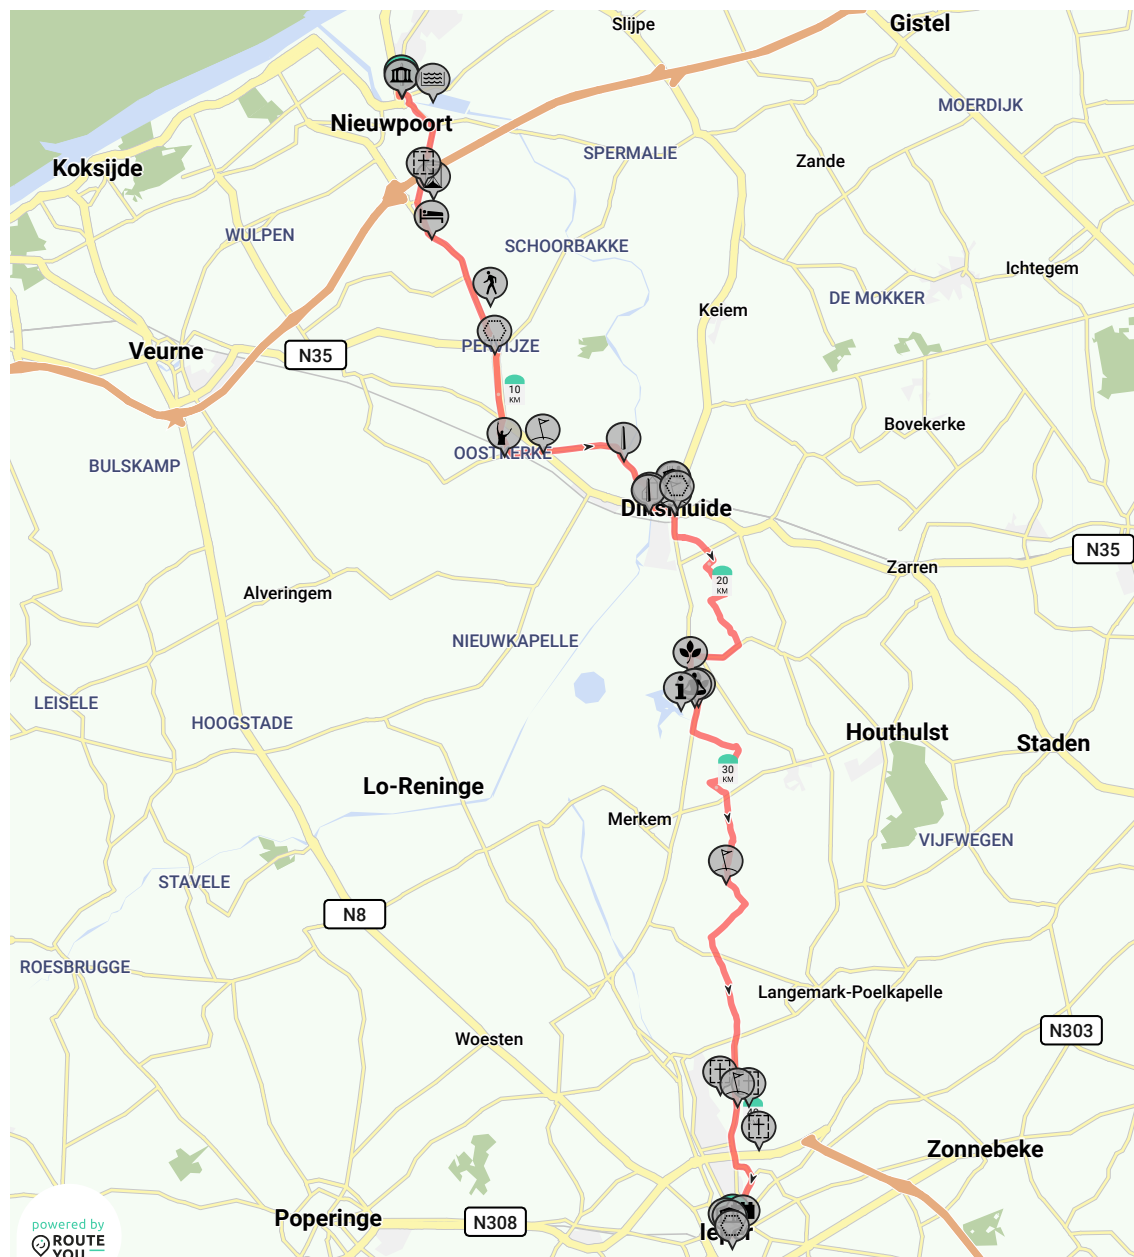 Slijpe
Gistel
MOERDIJK
Nieuwpoort
SPERMALIE
Zande
Koksijde
WULPEN
SCHOORBAKKE
Ichtegem
DE MOKKER
Keiem
N35
Veurne
10
KM
Bovekerke
BULSKAMP
Diksmuide
N35
Zarren
20
KM
Alveringem
NIEUWKAPELLE
LEISELE
HOOGSTADE
Houthulst
Staden
30
KM
Lo-Reninge
Merkem
VIJFWEGEN
STAVELE
N8
ROESBRUGGE
Langemark-Poelkapelle
N303
Woesten
Zonnebeke
Poperinge
N308
powered by
ROUTE
YOU